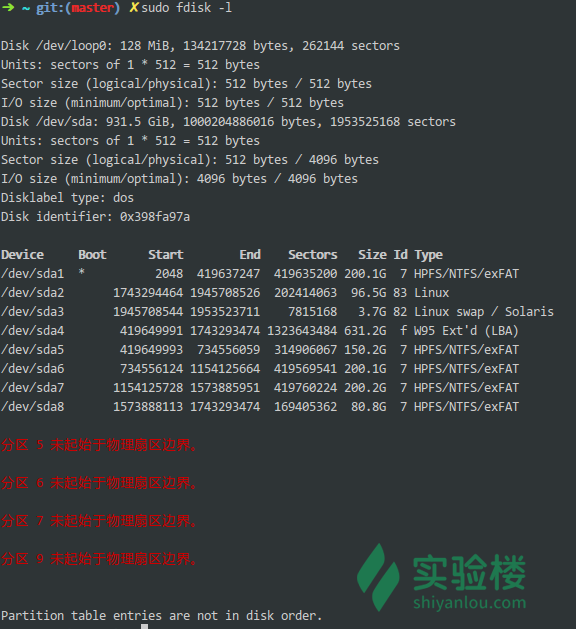 ➜ ~ git:(master) ✗sudo fdisk -l
Disk /dev/loop0: 128 MiB, 134217728 bytes, 262144 sectors
Units: sectors of 1 * 512 = 512 bytes
Sector size (logical/physical): 512 bytes / 512 bytes
I/O size (minimum/optimal): 512 bytes / 512 bytes
Disk /dev/sda: 931.5 GiB, 1000204886016 bytes, 1953525168 sectors
Units: sectors of 1 * 512 = 512 bytes
Sector size (logical/physical): 512 bytes / 4096 bytes
I/O size (minimum/optimal): 4096 bytes / 4096 bytes
Disklabel type: dos
Disk identifier: 0x398fa97a
Device Boot Start End Sectors Size Id Type
/dev/sda1 * 2048 419637247 419635200 200.1G 7 HPFS/NTFS/exFAT
/dev/sda2 1743294464 1945708526 202414063 96.5G 83 Linux
/dev/sda3 1945708544 1953523711 7815168 3.7G 82 Linux swap / Solaris
/dev/sda4 419649991 1743293474 1323643484 631.2G f W95 Ext'd (LBA)
/dev/sda5 419649993 734556059 314906067 150.2G 7 HPFS/NTFS/exFAT
/dev/sda6 734556124 1154125664 419569541 200.1G 7 HPFS/NTFS/exFAT
/dev/sda7 1154125728 1573885951 419760224 200.2G 7 HPFS/NTFS/exFAT
/dev/sda8 1573888113 1743293474 169405362 80.8G 7 HPFS/NTFS/exFAT
分区 5 未起始于物理扇区边界。
分区 6 未起始于物理扇区边界。
分区 7 未起始于物理扇区边界。
分区 9 未起始于物理扇区边界。
实验楼
shiyanlou.com
Partition table entries are not in disk order.